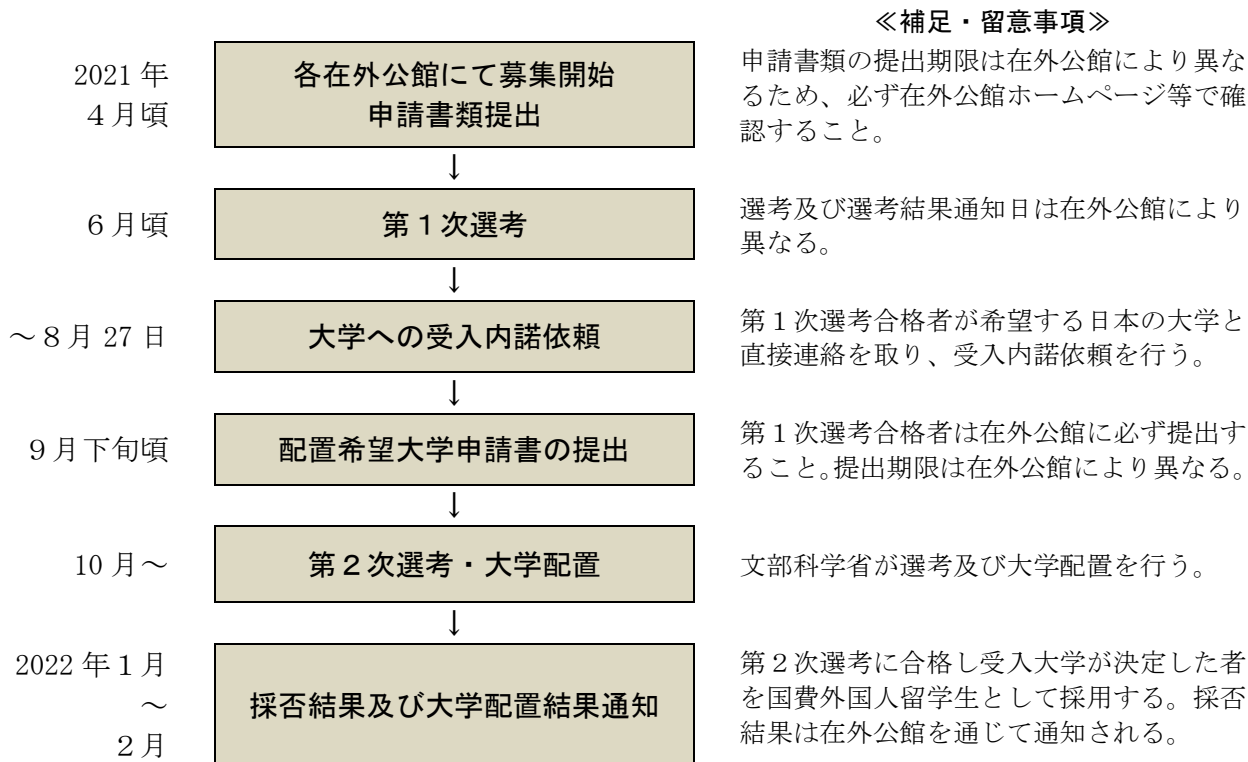 ≪補足・留意事項≫
2021 年
４月頃
各在外公館にて募集開始
申請書類提出
申請書類の提出期限は在外公館により異な
るため、必ず在外公館ホームページ等で確
認すること。
↓
６月頃
第１次選考
選考及び選考結果通知日は在外公館により
異なる。
↓
～８月 27 日
大学への受入内諾依頼
第１次選考合格者が希望する日本の大学と
直接連絡を取り、受入内諾依頼を行う。
↓
９月下旬頃
配置希望大学申請書の提出
第１次選考合格者は在外公館に必ず提出す
ること。提出期限は在外公館により異なる。
↓
10 月～
第２次選考・大学配置
文部科学省が選考及び大学配置を行う。
↓
2022 年１月
～
２月
採否結果及び大学配置結果通知
第２次選考に合格し受入大学が決定した者
を国費外国人留学生として採用する。採否
結果は在外公館を通じて通知される。